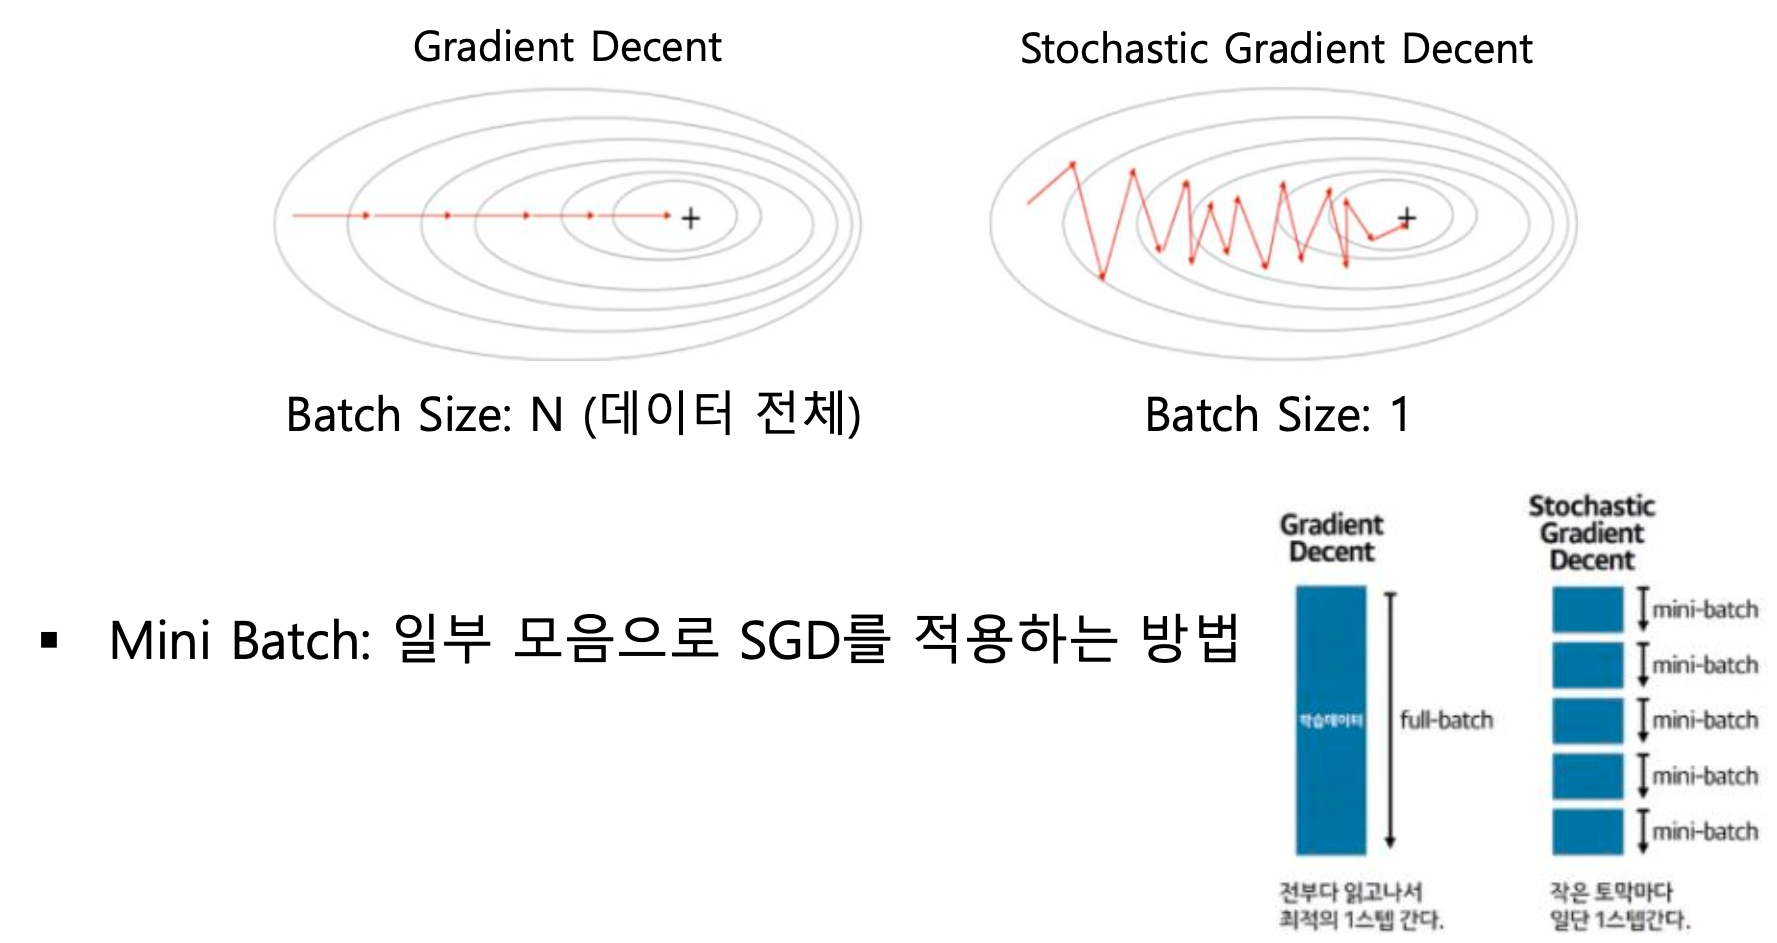 Gradient Decent
Stochastic Gradient Decent
Batch Size: N (데이터 전체)
Batch Size: 1
▪ Mini Batch: 일부 모음으로 SGD를 적용하는 방법
Gradient
Decent
학습데이터
full-batch
전부다 읽고나서
최적의 1스텝 간다.
Stochastic
Gradient
Decent
mini-batch
mini-batch
mini-batch
mini-batch
mini-batch
작은 토막마다
일단 1스텝간다.